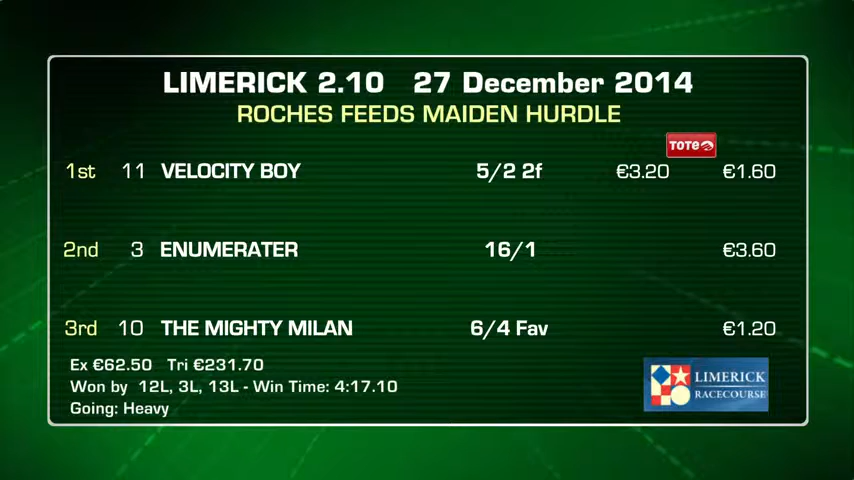 LIMERICK 2.10 27 December 2014
ROCHES FEEDS MAIDEN HURDLE
TOTE
1st 11 VELOCITY BOY 5/2 2f €3.20 €1.60
2nd 3 ENUMERATER 16/1 €3.60
3rd 10 THE MIGHTY MILAN 6/4 Fav €1.20
Ex €62.50 Tri €231.70
Won by 12L, 3L, 13L - Win Time: 4:17.10
Going: Heavy
LIMERICK
RACECOURSE